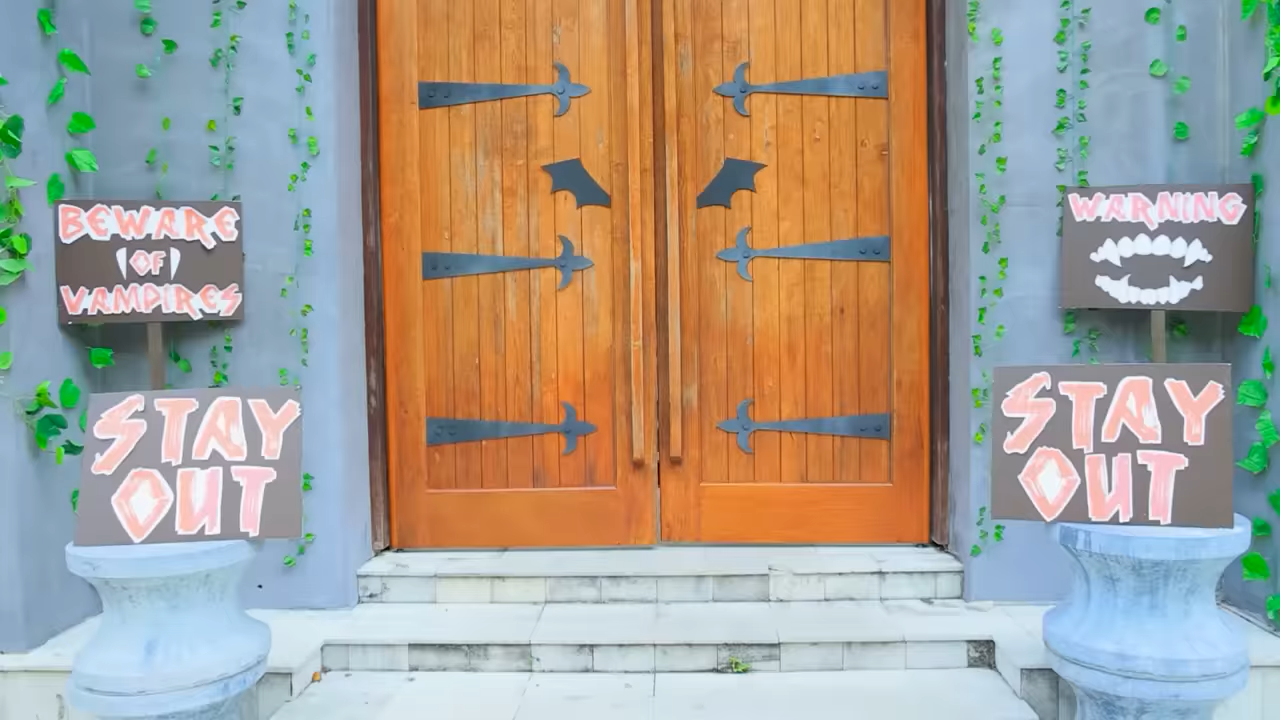 BEWARE
OF
VAMPIRES
STAY
OUT
WARNING
STAY
OUT